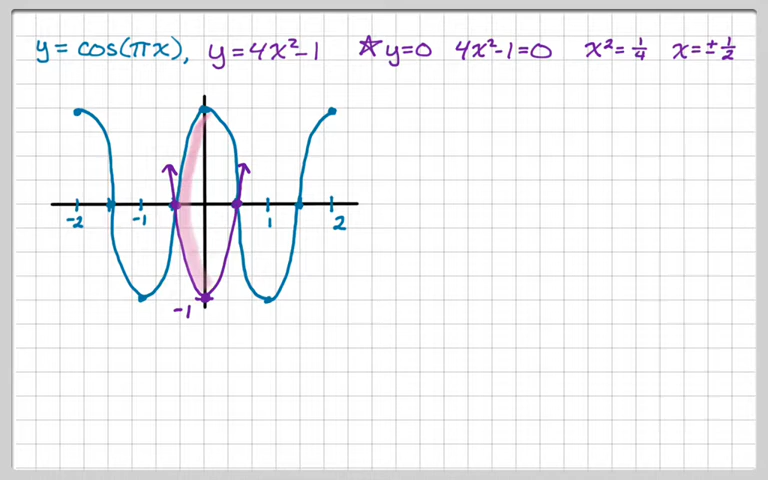 y = cos(πx), y = 4x²-1 ☆y=0 4x²-1=0 x²=¼ x=±½
-2 -1 1 2
-1